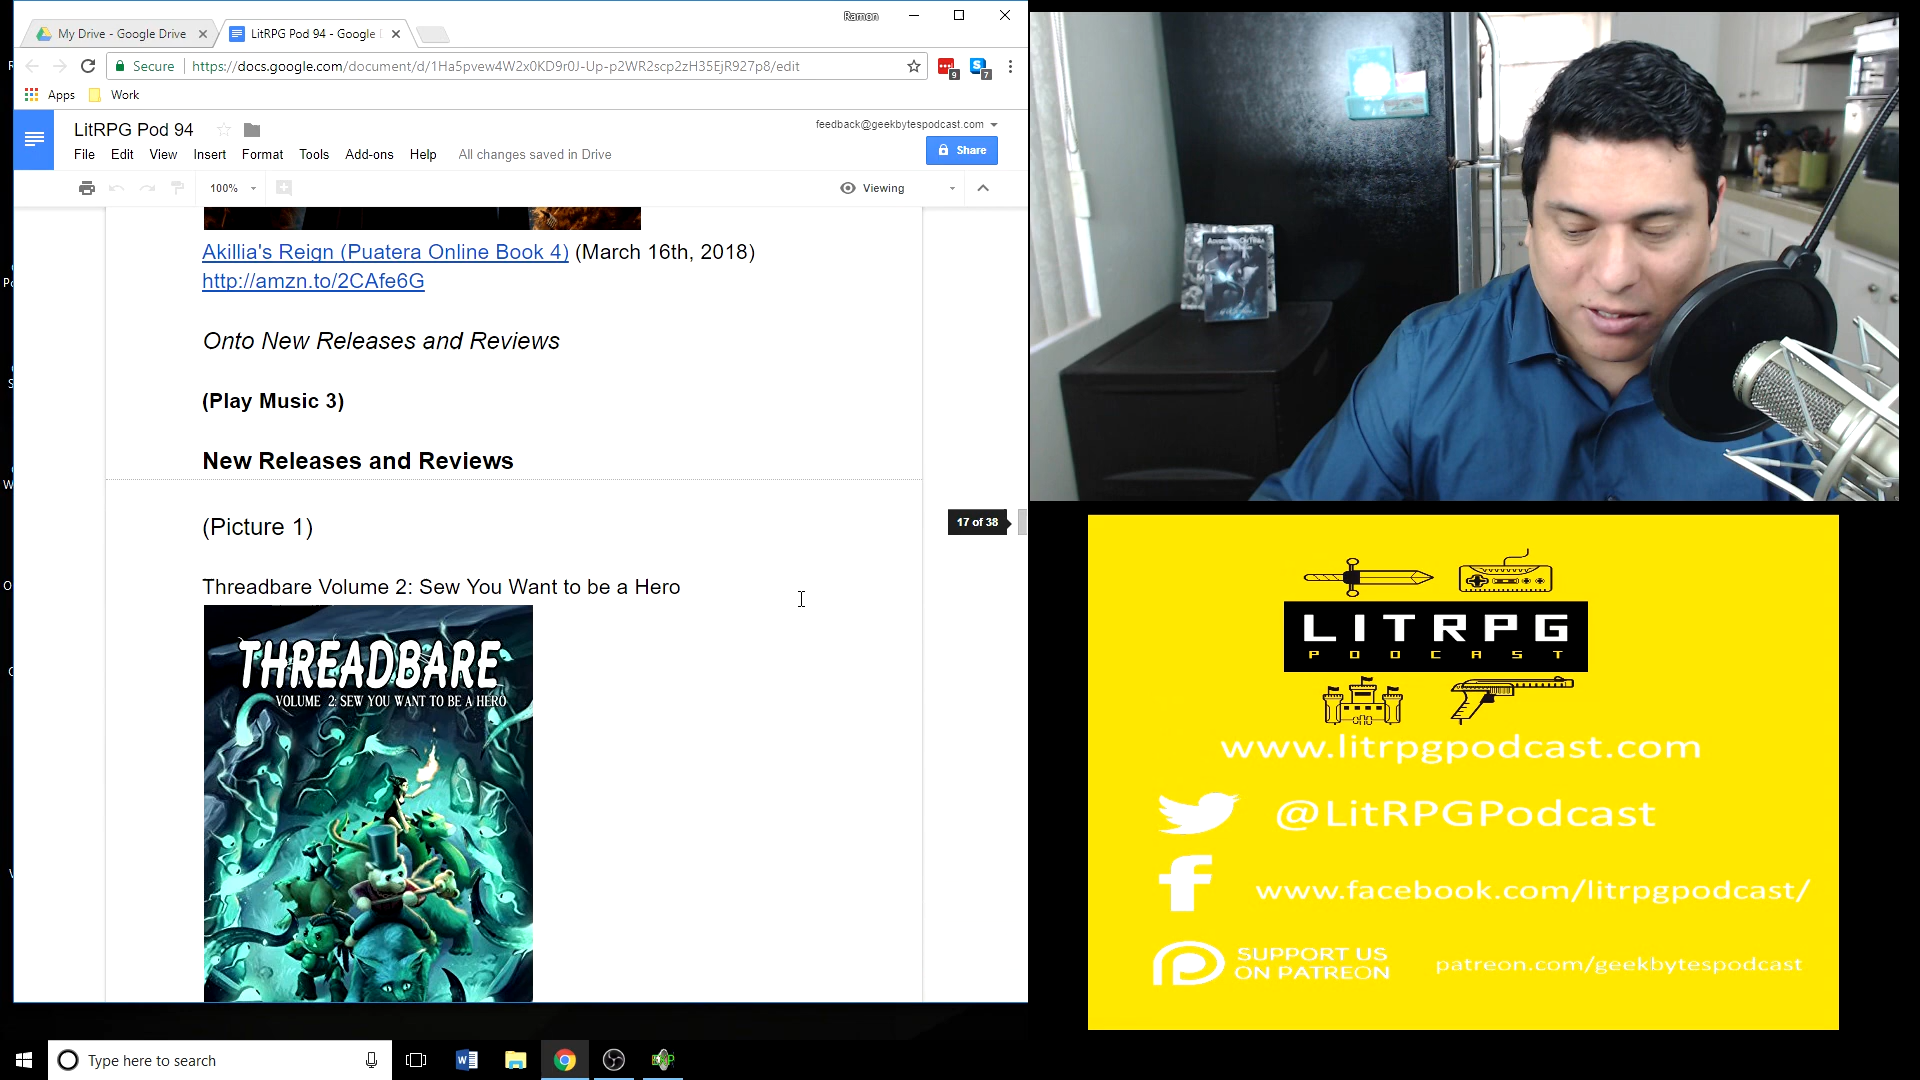 Ramon
My Drive - Google Drive
LitRPG Pod 94 - Google
Secure
https://docs.google.com/document/d/1Ha5pvew4W2x0KD9r0J-Up-p2WR2scp2zH35EjR927p8/edit
9
7
Apps
Work
LitRPG Pod 94
feedback@geekbytespodcast.com
File Edit View Insert Format Tools Add-ons Help All changes saved in Drive
Share
100%
Viewing
Akillia's Reign (Puatera Online Book 4) (March 16th, 2018)
http://amzn.to/2CAfe6G
Onto New Releases and Reviews
(Play Music 3)
New Releases and Reviews
(Picture 1)
17 of 38
Threadbare Volume 2: Sew You Want to be a Hero
THREADBARE
VOLUME 2: SEW YOU WANT TO BE A HERO
Type here to search
LITRPG
PODCAST
www.litrpgpodcast.com
@LitRPGPodcast
www.facebook.com/litrpgpodcast/
SUPPORT US
ON PATREON
patreon.com/geekbytespodcast